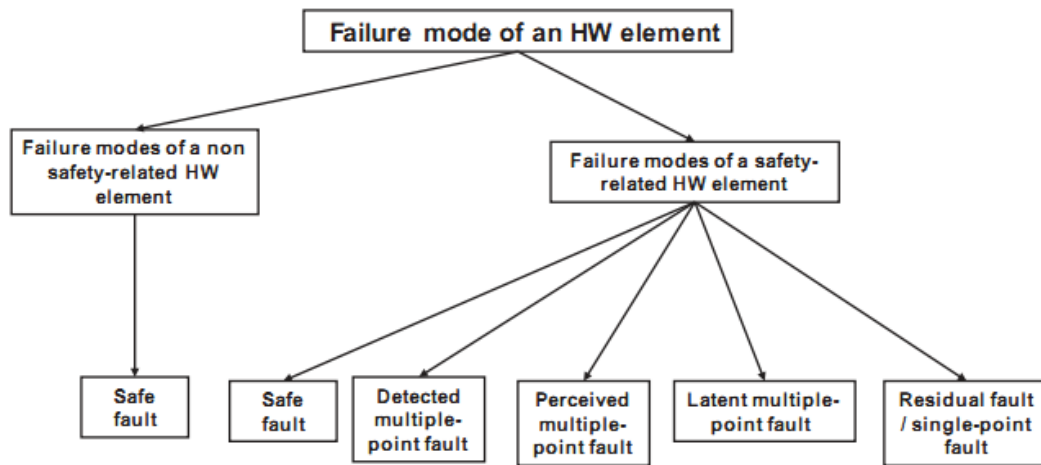 Failure mode of an HW element
Failure modes of a non
safety-related HW
element
Failure modes of a safety-
related HW element
Safe
fault
Safe
fault
Detected
multiple-
point fault
Perceived
multiple-
point fault
Latent multiple-
point fault
Residual fault
/ single-point
fault